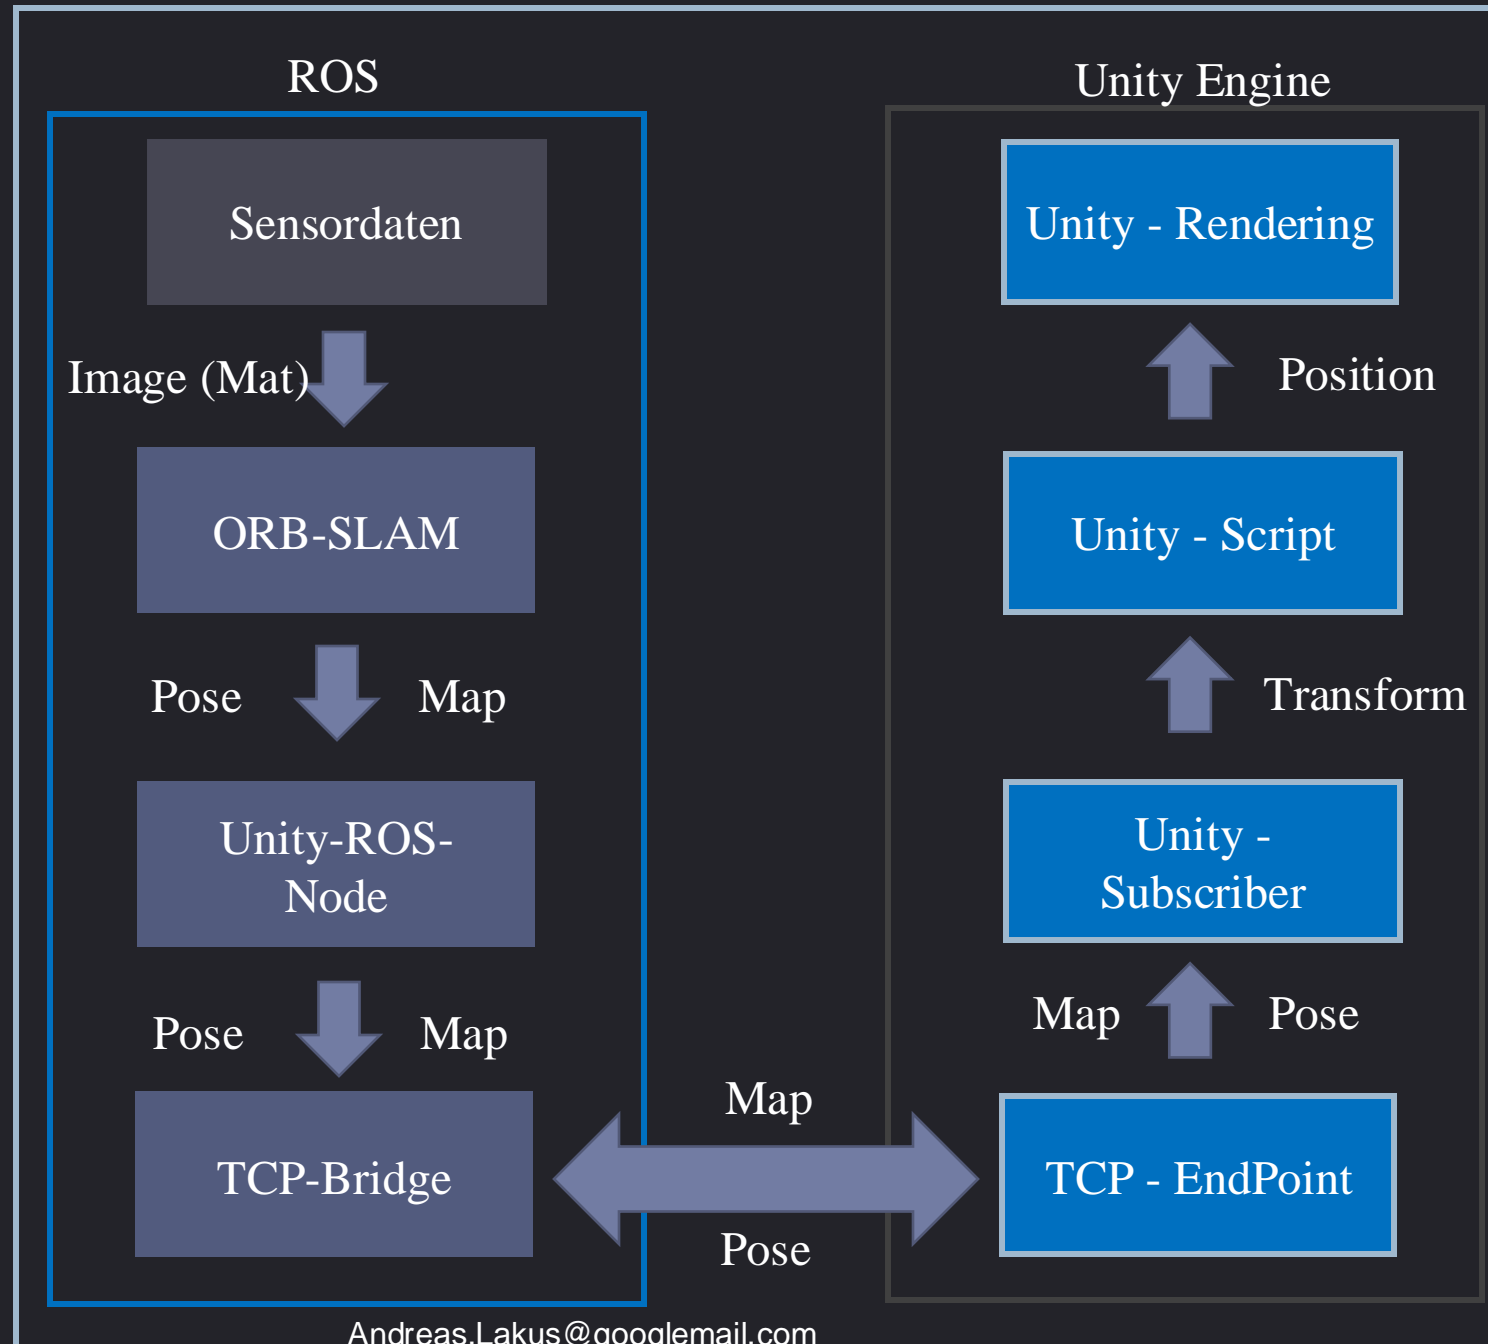 ROS
Sensordaten
Image (Mat)
ORB-SLAM
Pose
Map
Unity-ROS-
Node
Pose
Map
TCP-Bridge
Map
Pose
Unity Engine
Unity - Rendering
Position
Unity - Script
Transform
Unity -
Subscriber
Map
Pose
TCP - EndPoint
Andreas.Lakus@googlemail.com